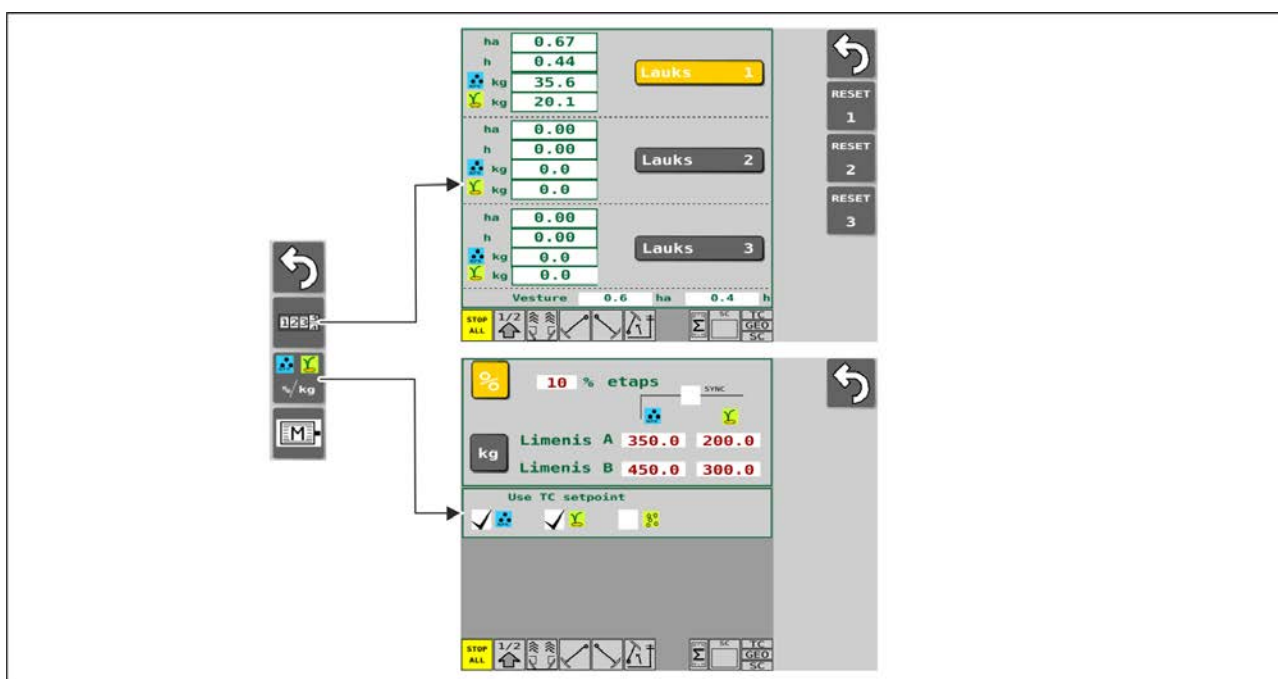 ha 0.67
h 0.44
kg 35.6
kg 20.1
Lauks 1
RESET
1
ha 0.00
h 0.00
kg 0.0
kg 0.0
Lauks 2
RESET
2
RESET
3
ha 0.00
h 0.00
kg 0.0
kg 0.0
Lauks 3
Vesture 0.6 ha 0.4 h
STOP
ALL
1/2
Σ
SC
TC
GEO
SC
123
%/kg
M
% 10 % etaps
SYNC
kg
Limenis A 350.0 200.0
Limenis B 450.0 300.0
Use TC setpoint
STOP
ALL
1/2
Σ
SC
TC
GEO
SC